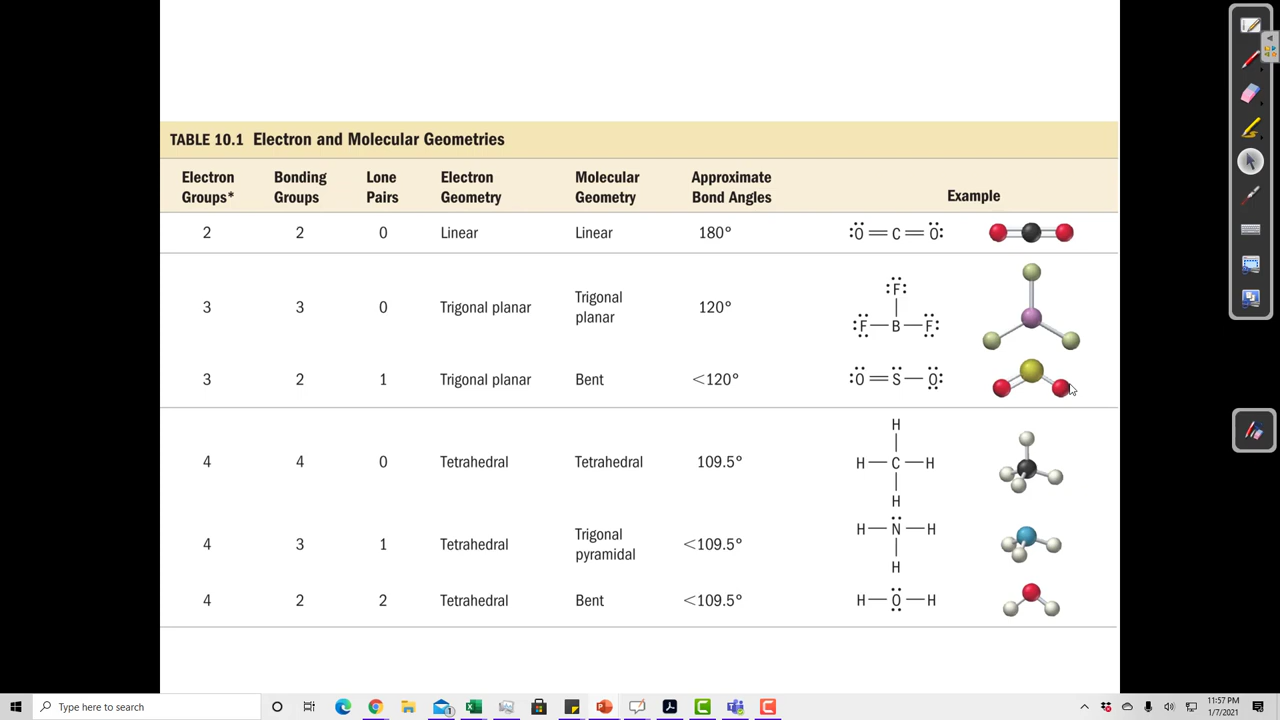 TABLE 10.1 Electron and Molecular Geometries
Electron Groups* Bonding Groups Lone Pairs Electron Geometry Molecular Geometry Approximate Bond Angles Example
2 2 0 Linear Linear 180° :Ö=C=Ö:
3 3 0 Trigonal planar Trigonal planar 120°
:F:
:F—B—F:
3 2 1 Trigonal planar Bent <120° :Ö=S̈—Ö:
4 4 0 Tetrahedral Tetrahedral 109.5°
H
H—C—H
H
4 3 1 Tetrahedral Trigonal pyramidal <109.5°
H—N̈—H
H
4 2 2 Tetrahedral Bent <109.5° H—Ö—H
Type here to search
11:57 PM
1/7/2021